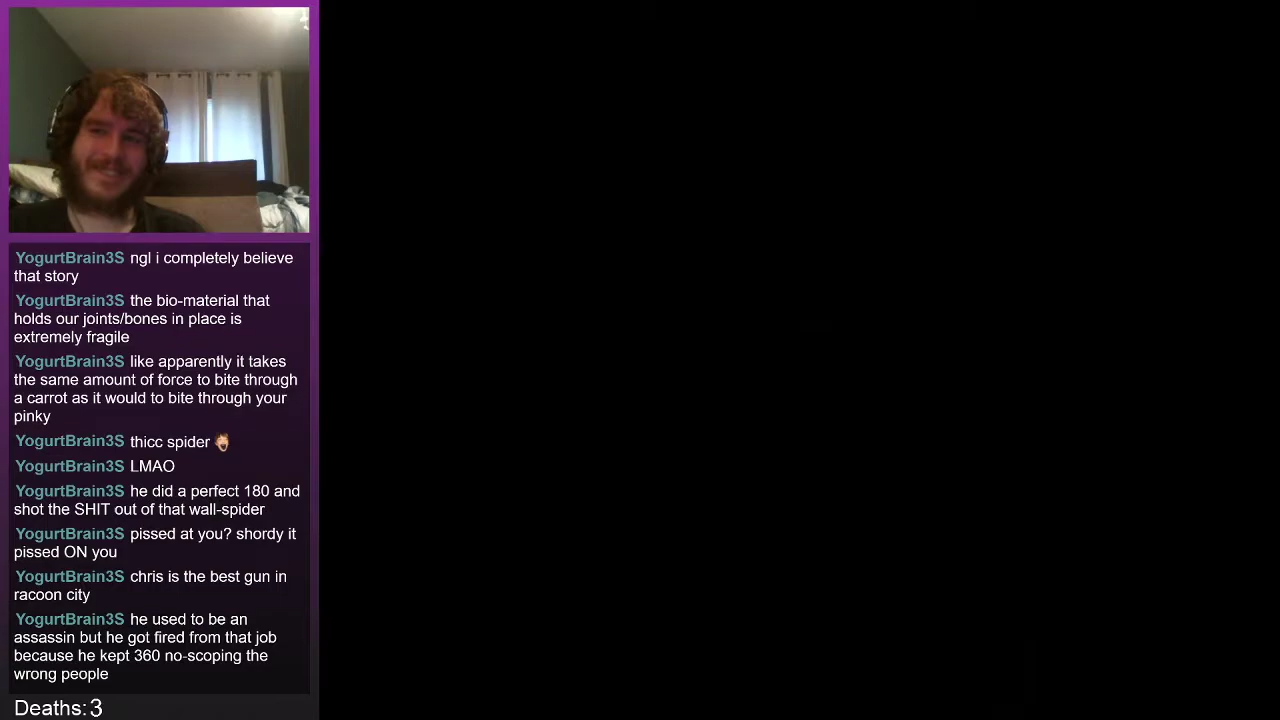 YogurtBrain3S ngl i completely believe
that story
YogurtBrain3S the bio-material that
holds our joints/bones in place is
extremely fragile
YogurtBrain3S like apparently it takes
the same amount of force to bite through
a carrot as it would to bite through your
pinky
YogurtBrain3S thicc spider
YogurtBrain3S LMAO
YogurtBrain3S he did a perfect 180 and
shot the SHIT out of that wall-spider
YogurtBrain3S pissed at you? shordy it
pissed ON you
YogurtBrain3S chris is the best gun in
racoon city
YogurtBrain3S he used to be an
assassin but he got fired from that job
because he kept 360 no-scoping the
wrong people
Deaths: 3